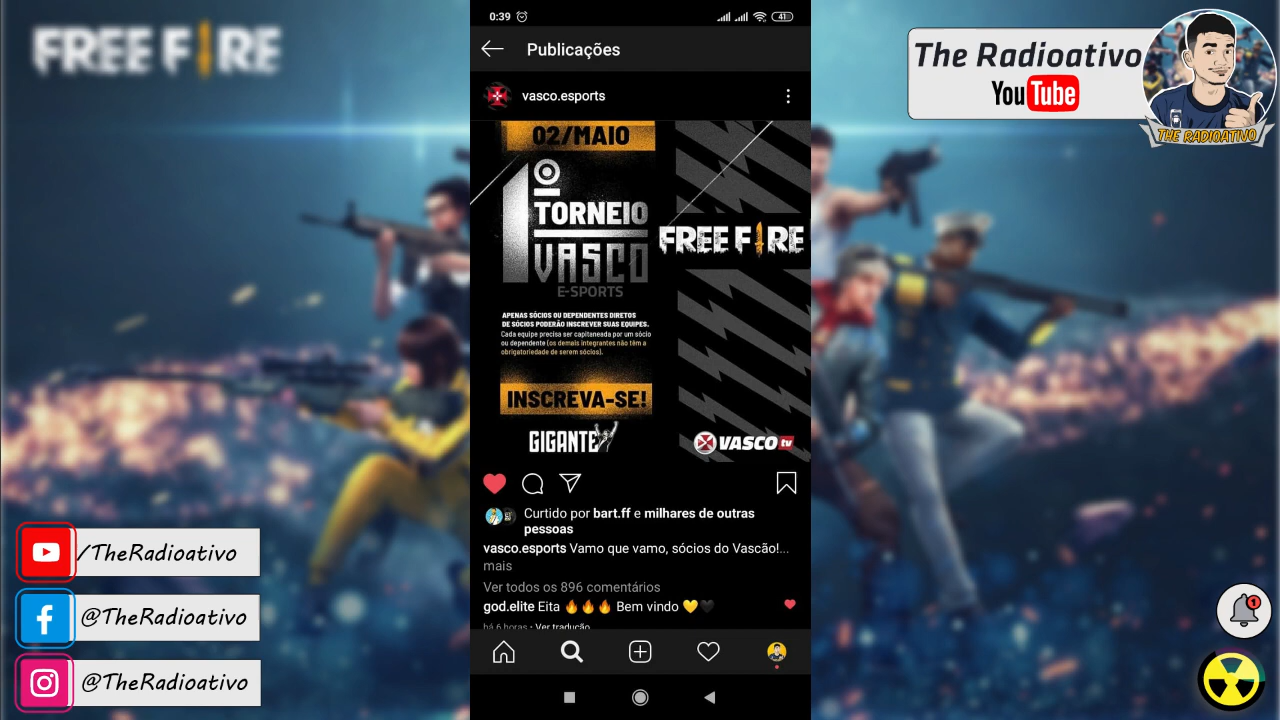 FREE FIRE
0:39
41
Publicações
vasco.esports
02/MAIO
1º
TORNEIO
VASCO
E-SPORTS
FREE FIRE
APENAS SÓCIOS OU DEPENDENTES DIRETOS
DE SÓCIOS PODERÃO INSCREVER SUAS EQUIPES.
Cada equipe precisa ser capitaneada por um sócio
ou dependente (os demais integrantes não têm a
obrigatoriedade de serem sócios).
INSCREVA-SE!
GIGANTE
VASCO tv
Curtido por bart.ff e milhares de outras
pessoas
vasco.esports Vamo que vamo, sócios do Vascão!...
mais
Ver todos os 896 comentários
god.elite Eita 🔥🔥🔥 Bem vindo 💛🖤
há 6 horas • Ver tradução
The Radioativo
YouTube
THE RADIOATIVO
/TheRadioativo
@TheRadioativo
@TheRadioativo
1